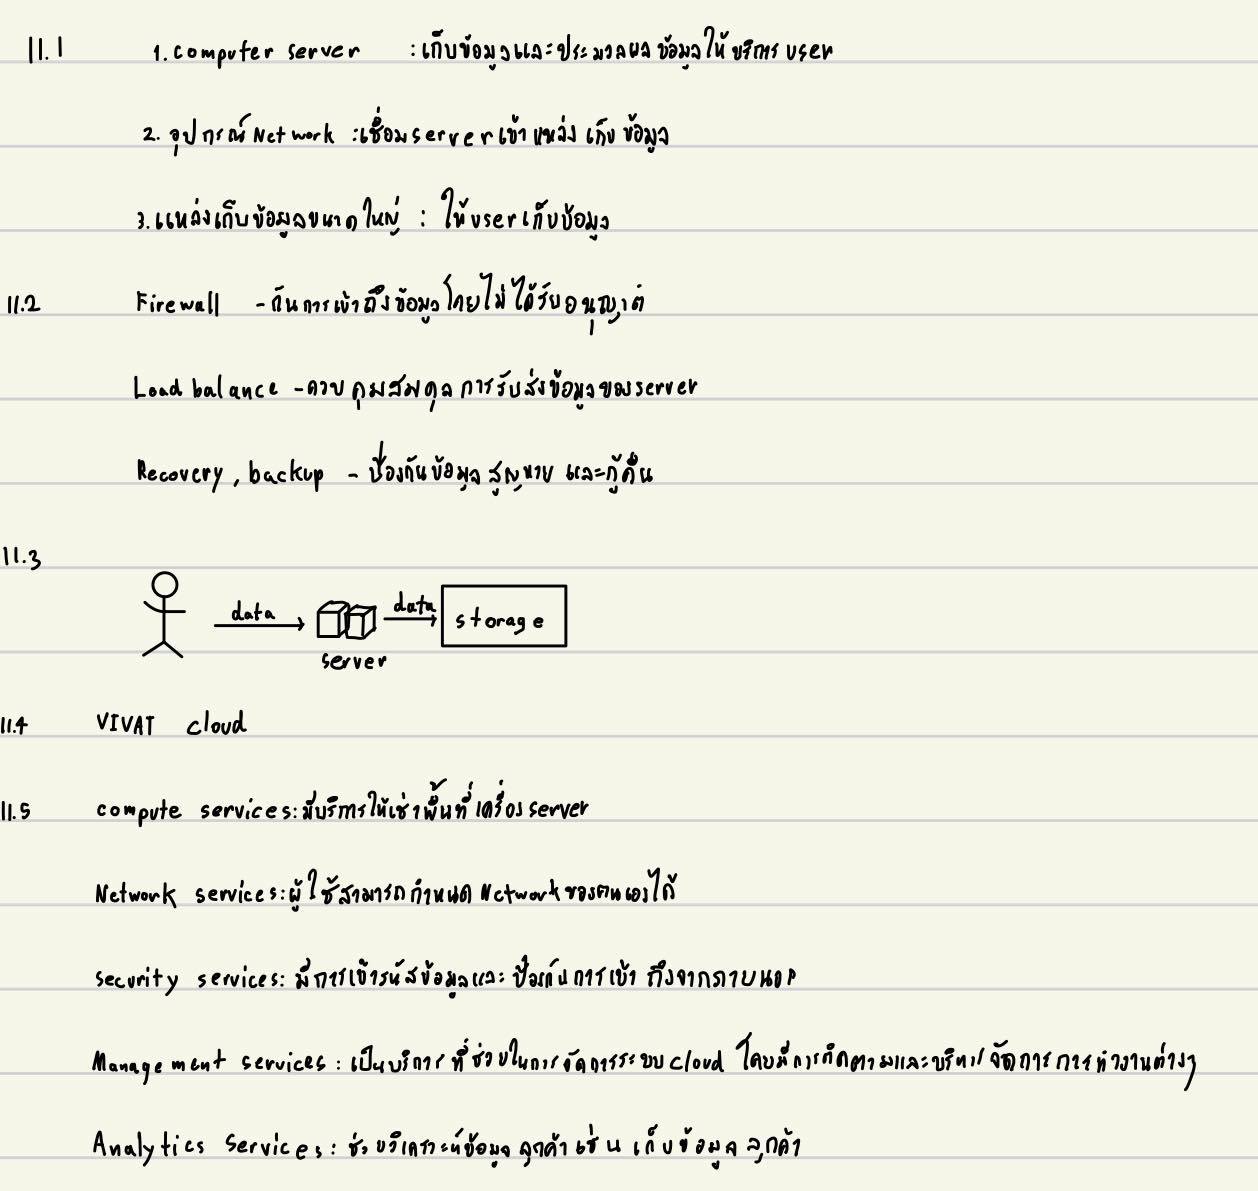 11.1 1. computer server : เก็บข้อมูลและประมวลผลข้อมูลให้บริการ user
2. อุปกรณ์ Network : เชื่อม server เข้าแหล่งเก็บข้อมูล
3. แหล่งเก็บข้อมูลขนาดใหญ่ : ให้ user เก็บข้อมูล
11.2 Firewall - กันการเข้าถึงข้อมูลโดยไม่ได้รับอนุญาต
Load balance - ควบคุมสมดุลการรับส่งข้อมูลของ server
Recovery, backup - ป้องกันข้อมูลสูญหาย และกู้คืน
11.3
data data storage
server
11.4 VIVAT cloud
11.5 compute services: มีบริการให้เช่าพื้นที่เครื่อง server
Network services: ผู้ใช้สามารถกำหนด Network ของตนเองได้
security services: มีการเข้ารหัสข้อมูลและป้องกันการเข้าถึงจากภายนอก
Management services: เป็นบริการที่ช่วยในการจัดการระบบ cloud โดยมีการติดตามและบริหารจัดการการทำงานต่างๆ
Analytics Services: ช่วยวิเคราะห์ข้อมูลลูกค้า เช่น เก็บข้อมูลลูกค้า